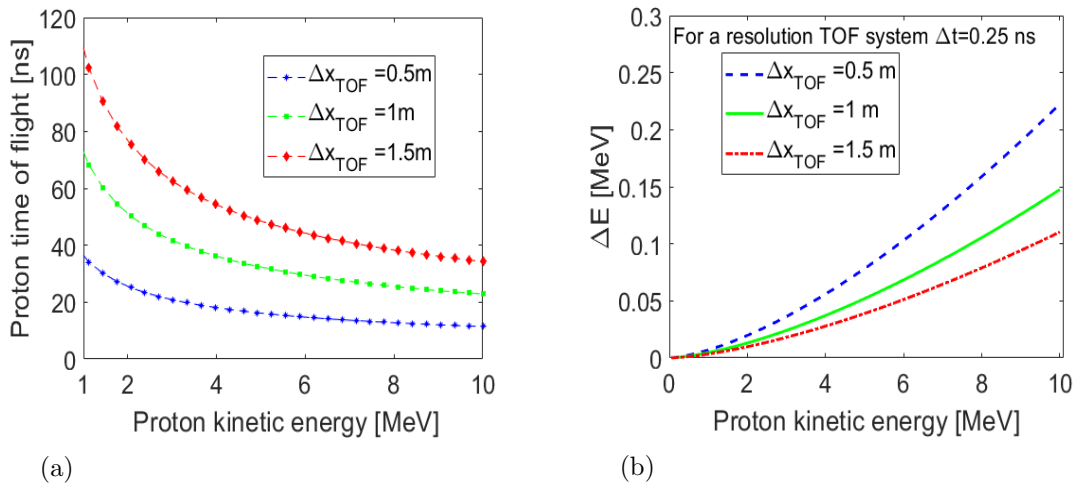 120
100
80
60
40
20
0
Proton time of flight [ns]
Δx_TOF =0.5m
Δx_TOF =1m
Δx_TOF =1.5m
1 2 4 6 8 10
Proton kinetic energy [MeV]
(a)
0.3
0.25
0.2
0.15
0.1
0.05
0
ΔE [MeV]
For a resolution TOF system Δt=0.25 ns
Δx_TOF =0.5 m
Δx_TOF =1 m
Δx_TOF =1.5 m
0 2 4 6 8 10
Proton kinetic energy [MeV]
(b)